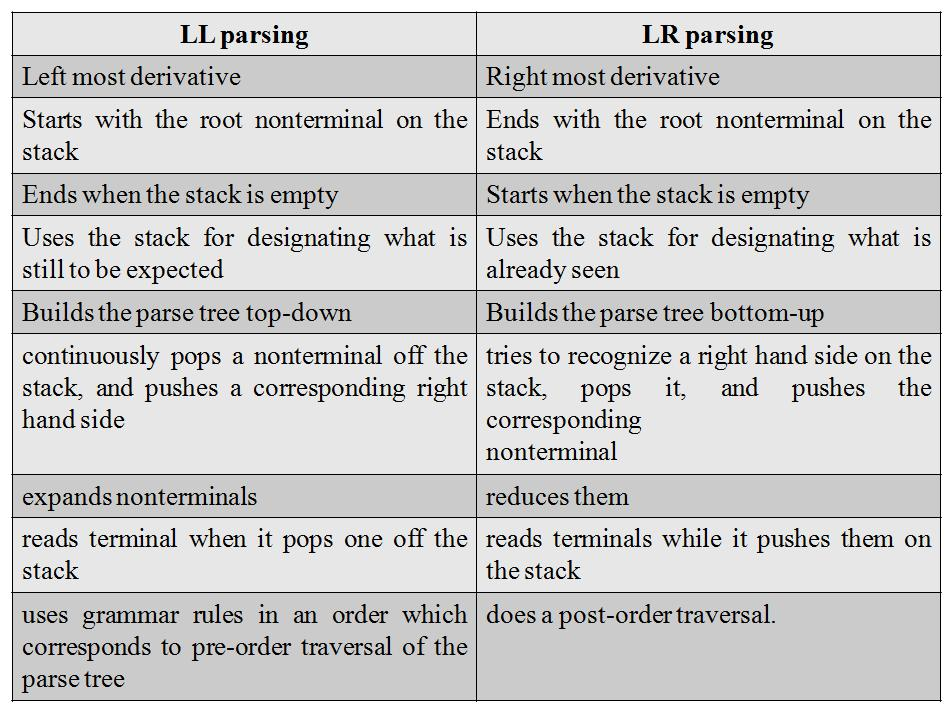 LL parsing
LR parsing
Left most derivative
Right most derivative
Starts with the root nonterminal on the
stack
Ends with the root nonterminal on the
stack
Ends when the stack is empty
Starts when the stack is empty
Uses the stack for designating what is
still to be expected
Uses the stack for designating what is
already seen
Builds the parse tree top-down
Builds the parse tree bottom-up
continuously pops a nonterminal off the
stack, and pushes a corresponding right
hand side
tries to recognize a right hand side on the
stack, pops it, and pushes the
corresponding
nonterminal
expands nonterminals
reduces them
reads terminal when it pops one off the
stack
reads terminals while it pushes them on
the stack
uses grammar rules in an order which
corresponds to pre-order traversal of the
parse tree
does a post-order traversal.